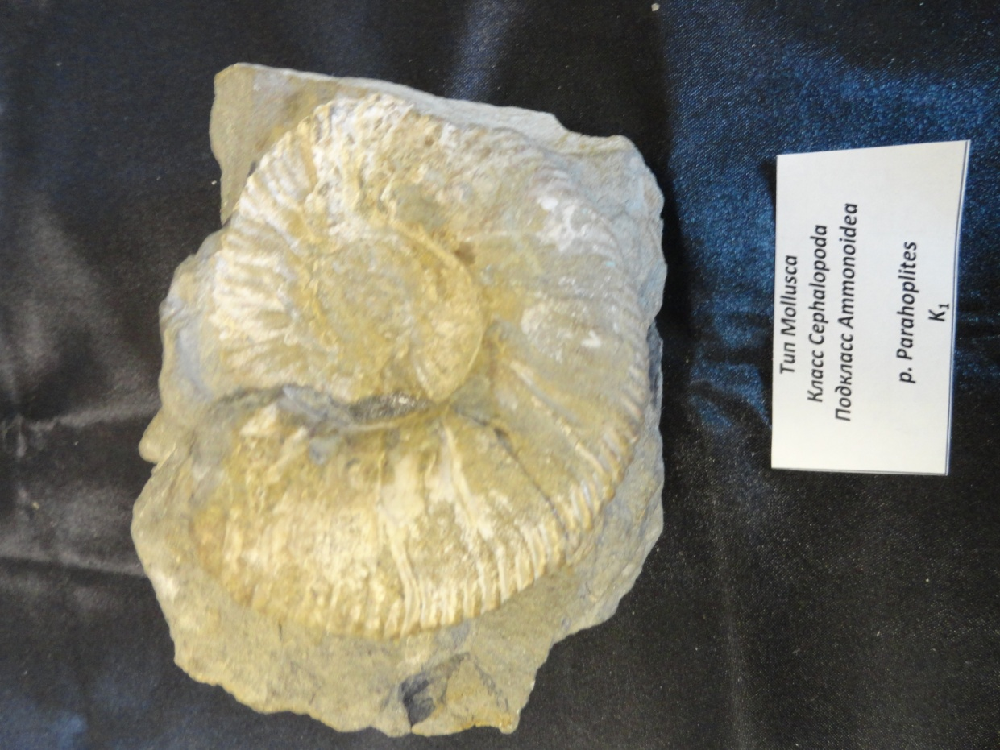 Тип Mollusca
Класс Cephalopoda
Подкласс Ammonoidea
р. Parahoplites
K₁